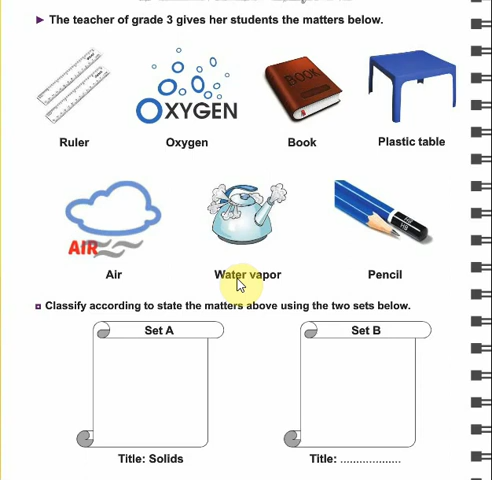 ▶ The teacher of grade 3 gives her students the matters below.
BOOK
OXYGEN
Ruler Oxygen Book Plastic table
AIR
HB
Air Water vapor Pencil
Classify according to state the matters above using the two sets below.
Set A Set B
Title: Solids Title: ...................